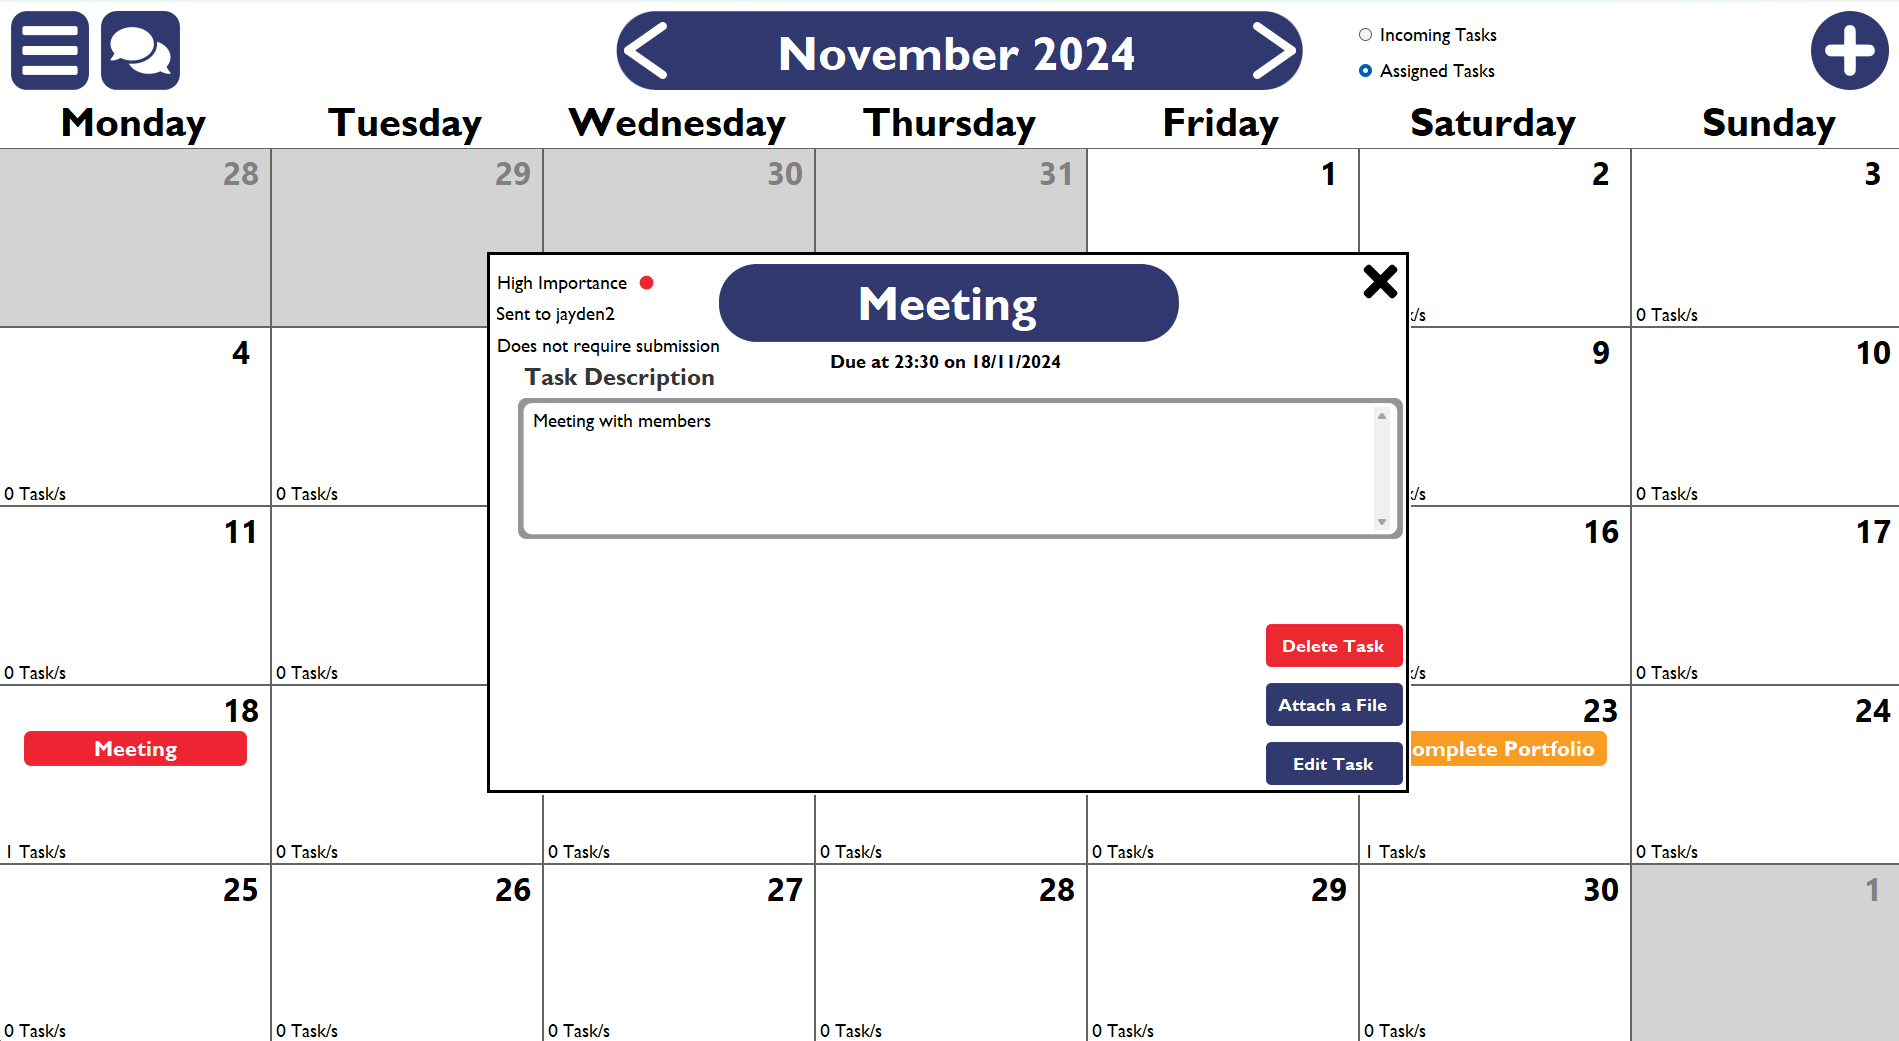 November 2024
Incoming Tasks
Assigned Tasks
Monday Tuesday Wednesday Thursday Friday Saturday Sunday
28 29 30 31 1 2 3
High Importance
Meeting
Sent to jayden2
/s 0 Task/s
Does not require submission
Due at 23:30 on 18/11/2024
4 9 10
Task Description
Meeting with members
0 Task/s 0 Task/s /s 0 Task/s
11 16 17
Delete Task
0 Task/s 0 Task/s /s 0 Task/s
Attach a File
18 23 24
Meeting omplete Portfolio
Edit Task
1 Task/s 0 Task/s 0 Task/s 0 Task/s 0 Task/s 1 Task/s 0 Task/s
25 26 27 28 29 30 1
0 Task/s 0 Task/s 0 Task/s 0 Task/s 0 Task/s 0 Task/s